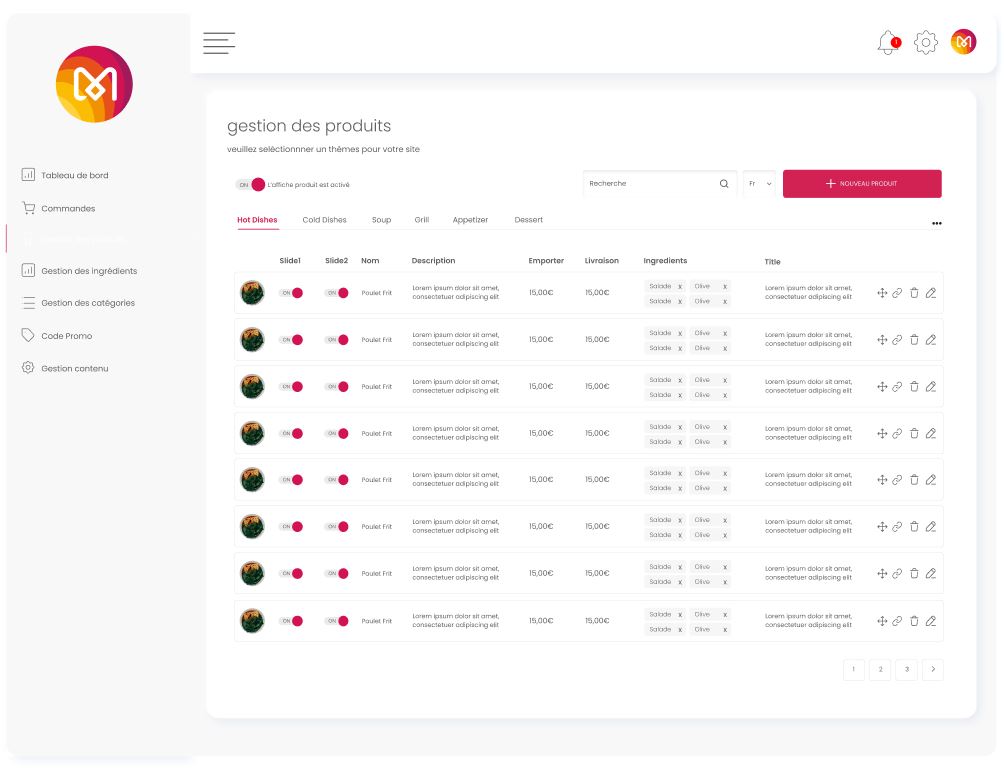 1
gestion des produits
veuillez seléctionnner un thèmes pour votre site
Tableau de bord
Commandes
Gestion des ingrédients
Gestion des catégories
Code Promo
Gestion contenu
ON L'affiche produit est activé
Recherche
Fr
NOUVEAU PRODUIT
Hot Dishes Cold Dishes Soup Grill Appetizer Dessert
Slide1 Slide2 Nom Description Emporter Livraison Ingredients Title
ON ON Poulet Frit Lorem ipsum dolor sit amet, 15,00€ 15,00€ Salade x Olive x Lorem ipsum dolor sit amet,
consectetuer adipiscing elit Salade x Olive x consectetuer adipiscing elit
ON ON Poulet Frit Lorem ipsum dolor sit amet, 15,00€ 15,00€ Salade x Olive x Lorem ipsum dolor sit amet,
consectetuer adipiscing elit Salade x Olive x consectetuer adipiscing elit
ON ON Poulet Frit Lorem ipsum dolor sit amet, 15,00€ 15,00€ Salade x Olive x Lorem ipsum dolor sit amet,
consectetuer adipiscing elit Salade x Olive x consectetuer adipiscing elit
ON ON Poulet Frit Lorem ipsum dolor sit amet, 15,00€ 15,00€ Salade x Olive x Lorem ipsum dolor sit amet,
consectetuer adipiscing elit Salade x Olive x consectetuer adipiscing elit
ON ON Poulet Frit Lorem ipsum dolor sit amet, 15,00€ 15,00€ Salade x Olive x Lorem ipsum dolor sit amet,
consectetuer adipiscing elit Salade x Olive x consectetuer adipiscing elit
ON ON Poulet Frit Lorem ipsum dolor sit amet, 15,00€ 15,00€ Salade x Olive x Lorem ipsum dolor sit amet,
consectetuer adipiscing elit Salade x Olive x consectetuer adipiscing elit
ON ON Poulet Frit Lorem ipsum dolor sit amet, 15,00€ 15,00€ Salade x Olive x Lorem ipsum dolor sit amet,
consectetuer adipiscing elit Salade x Olive x consectetuer adipiscing elit
ON ON Poulet Frit Lorem ipsum dolor sit amet, 15,00€ 15,00€ Salade x Olive x Lorem ipsum dolor sit amet,
consectetuer adipiscing elit Salade x Olive x consectetuer adipiscing elit
1 2 3 >